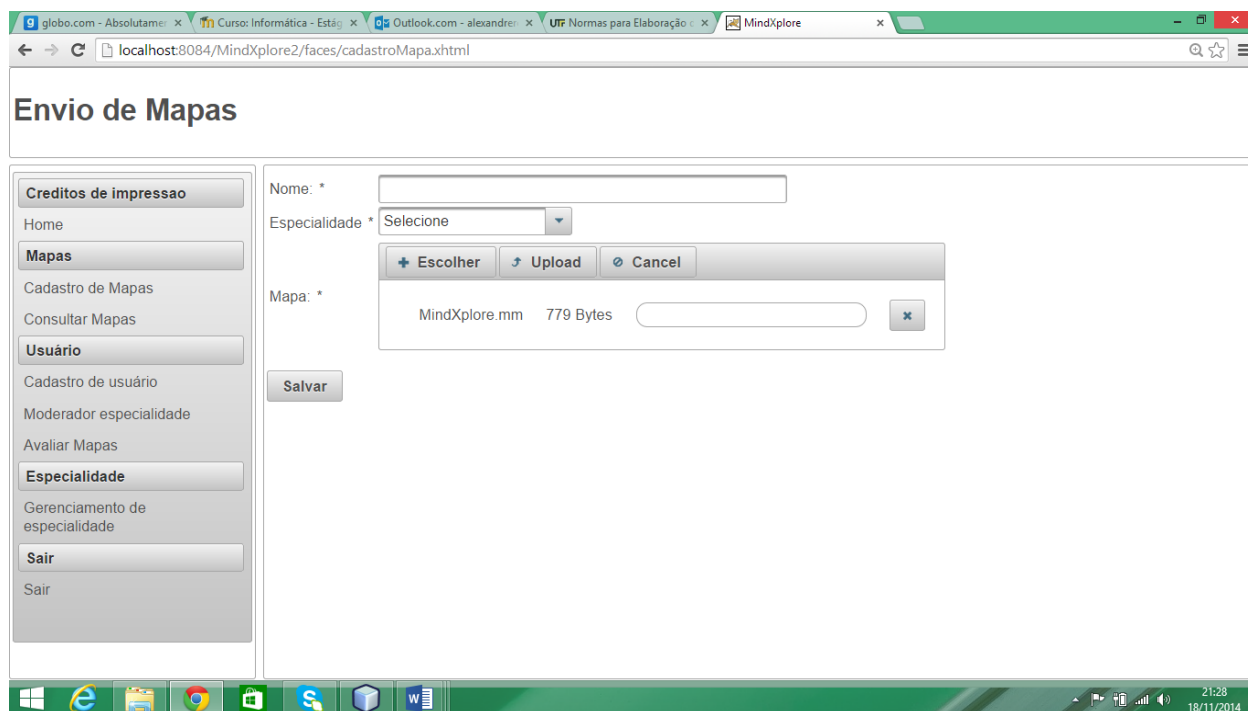 globo.com - Absolutamer
Curso: Informática - Estág
Outlook.com - alexandren
UTF Normas para Elaboração d
MindXplore
localhost:8084/MindXplore2/faces/cadastroMapa.xhtml
Envio de Mapas
Creditos de impressao
Home
Mapas
Cadastro de Mapas
Consultar Mapas
Usuário
Cadastro de usuário
Moderador especialidade
Avaliar Mapas
Especialidade
Gerenciamento de
especialidade
Sair
Sair
Nome: *
Especialidade * Selecione
Escolher Upload Cancel
Mapa: *
MindXplore.mm 779 Bytes
Salvar
21:28
18/11/2014